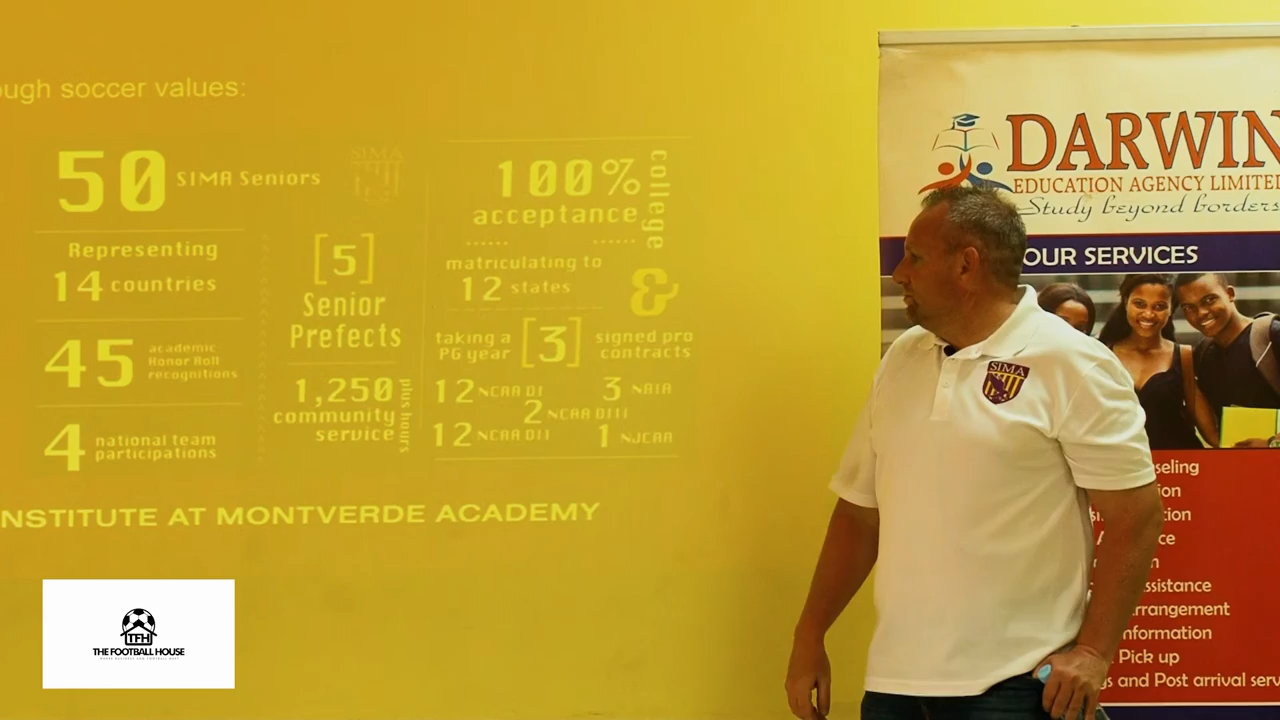 ough soccer values:
50 SIMA Seniors
SIMA
Representing
14 countries
45 academic
Honor Roll
recognitions
4 national team
participations
[5]
Senior
Prefects
1,250
community
service
plus hours
100%
acceptance
college
matriculating to
12 states
&
taking a
PG year
[3]
signed pro
contracts
12 NCAA DI
3 NAIA
2 NCAA DIII
12 NCAA DII
1 NJCAA
NSTITUTE AT MONTVERDE ACADEMY
TFH
THE FOOTBALL HOUSE
SIMA
DARWIN
EDUCATION AGENCY LIMITE
Study beyond borders
OUR SERVICES
seling
ion
tion
ce
n
ssistance
rrangement
nformation
Pick up
gs and Post arrival serv